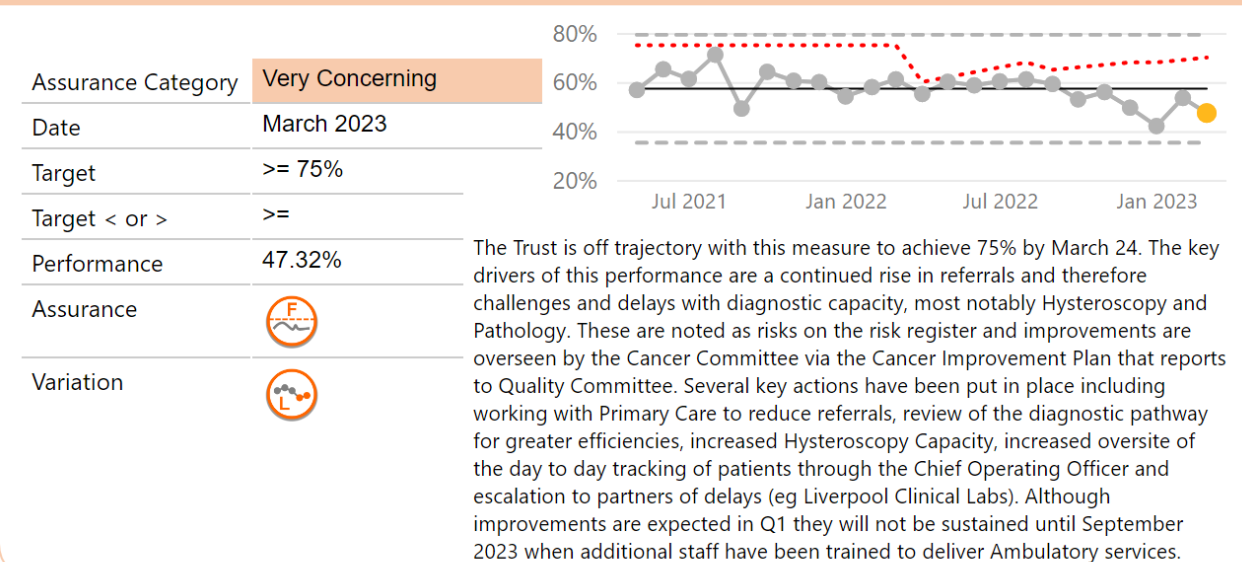 Assurance Category Very Concerning
Date March 2023
Target >= 75%
Target < or > >=
Performance 47.32%
Assurance F
Variation L
80%
60%
40%
20%
Jul 2021 Jan 2022 Jul 2022 Jan 2023
The Trust is off trajectory with this measure to achieve 75% by March 24. The key
drivers of this performance are a continued rise in referrals and therefore
challenges and delays with diagnostic capacity, most notably Hysteroscopy and
Pathology. These are noted as risks on the risk register and improvements are
overseen by the Cancer Committee via the Cancer Improvement Plan that reports
to Quality Committee. Several key actions have been put in place including
working with Primary Care to reduce referrals, review of the diagnostic pathway
for greater efficiencies, increased Hysteroscopy Capacity, increased oversite of
the day to day tracking of patients through the Chief Operating Officer and
escalation to partners of delays (eg Liverpool Clinical Labs). Although
improvements are expected in Q1 they will not be sustained until September
2023 when additional staff have been trained to deliver Ambulatory services.